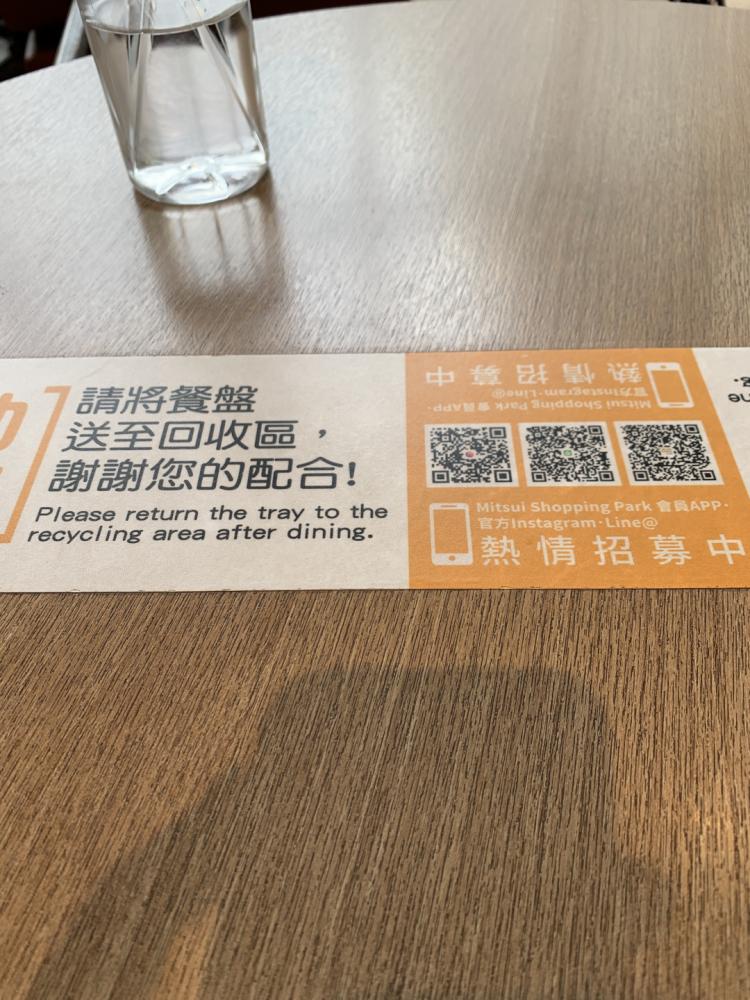 請將餐盤
送至回收區，
謝謝您的配合!
Please return the tray to the
recycling area after dining.
熱情招募中
Mitsui Shopping Park 會員APP·
官方Instagram·Line@
Mitsui Shopping Park 會員APP·
官方Instagram·Line@
熱情招募中